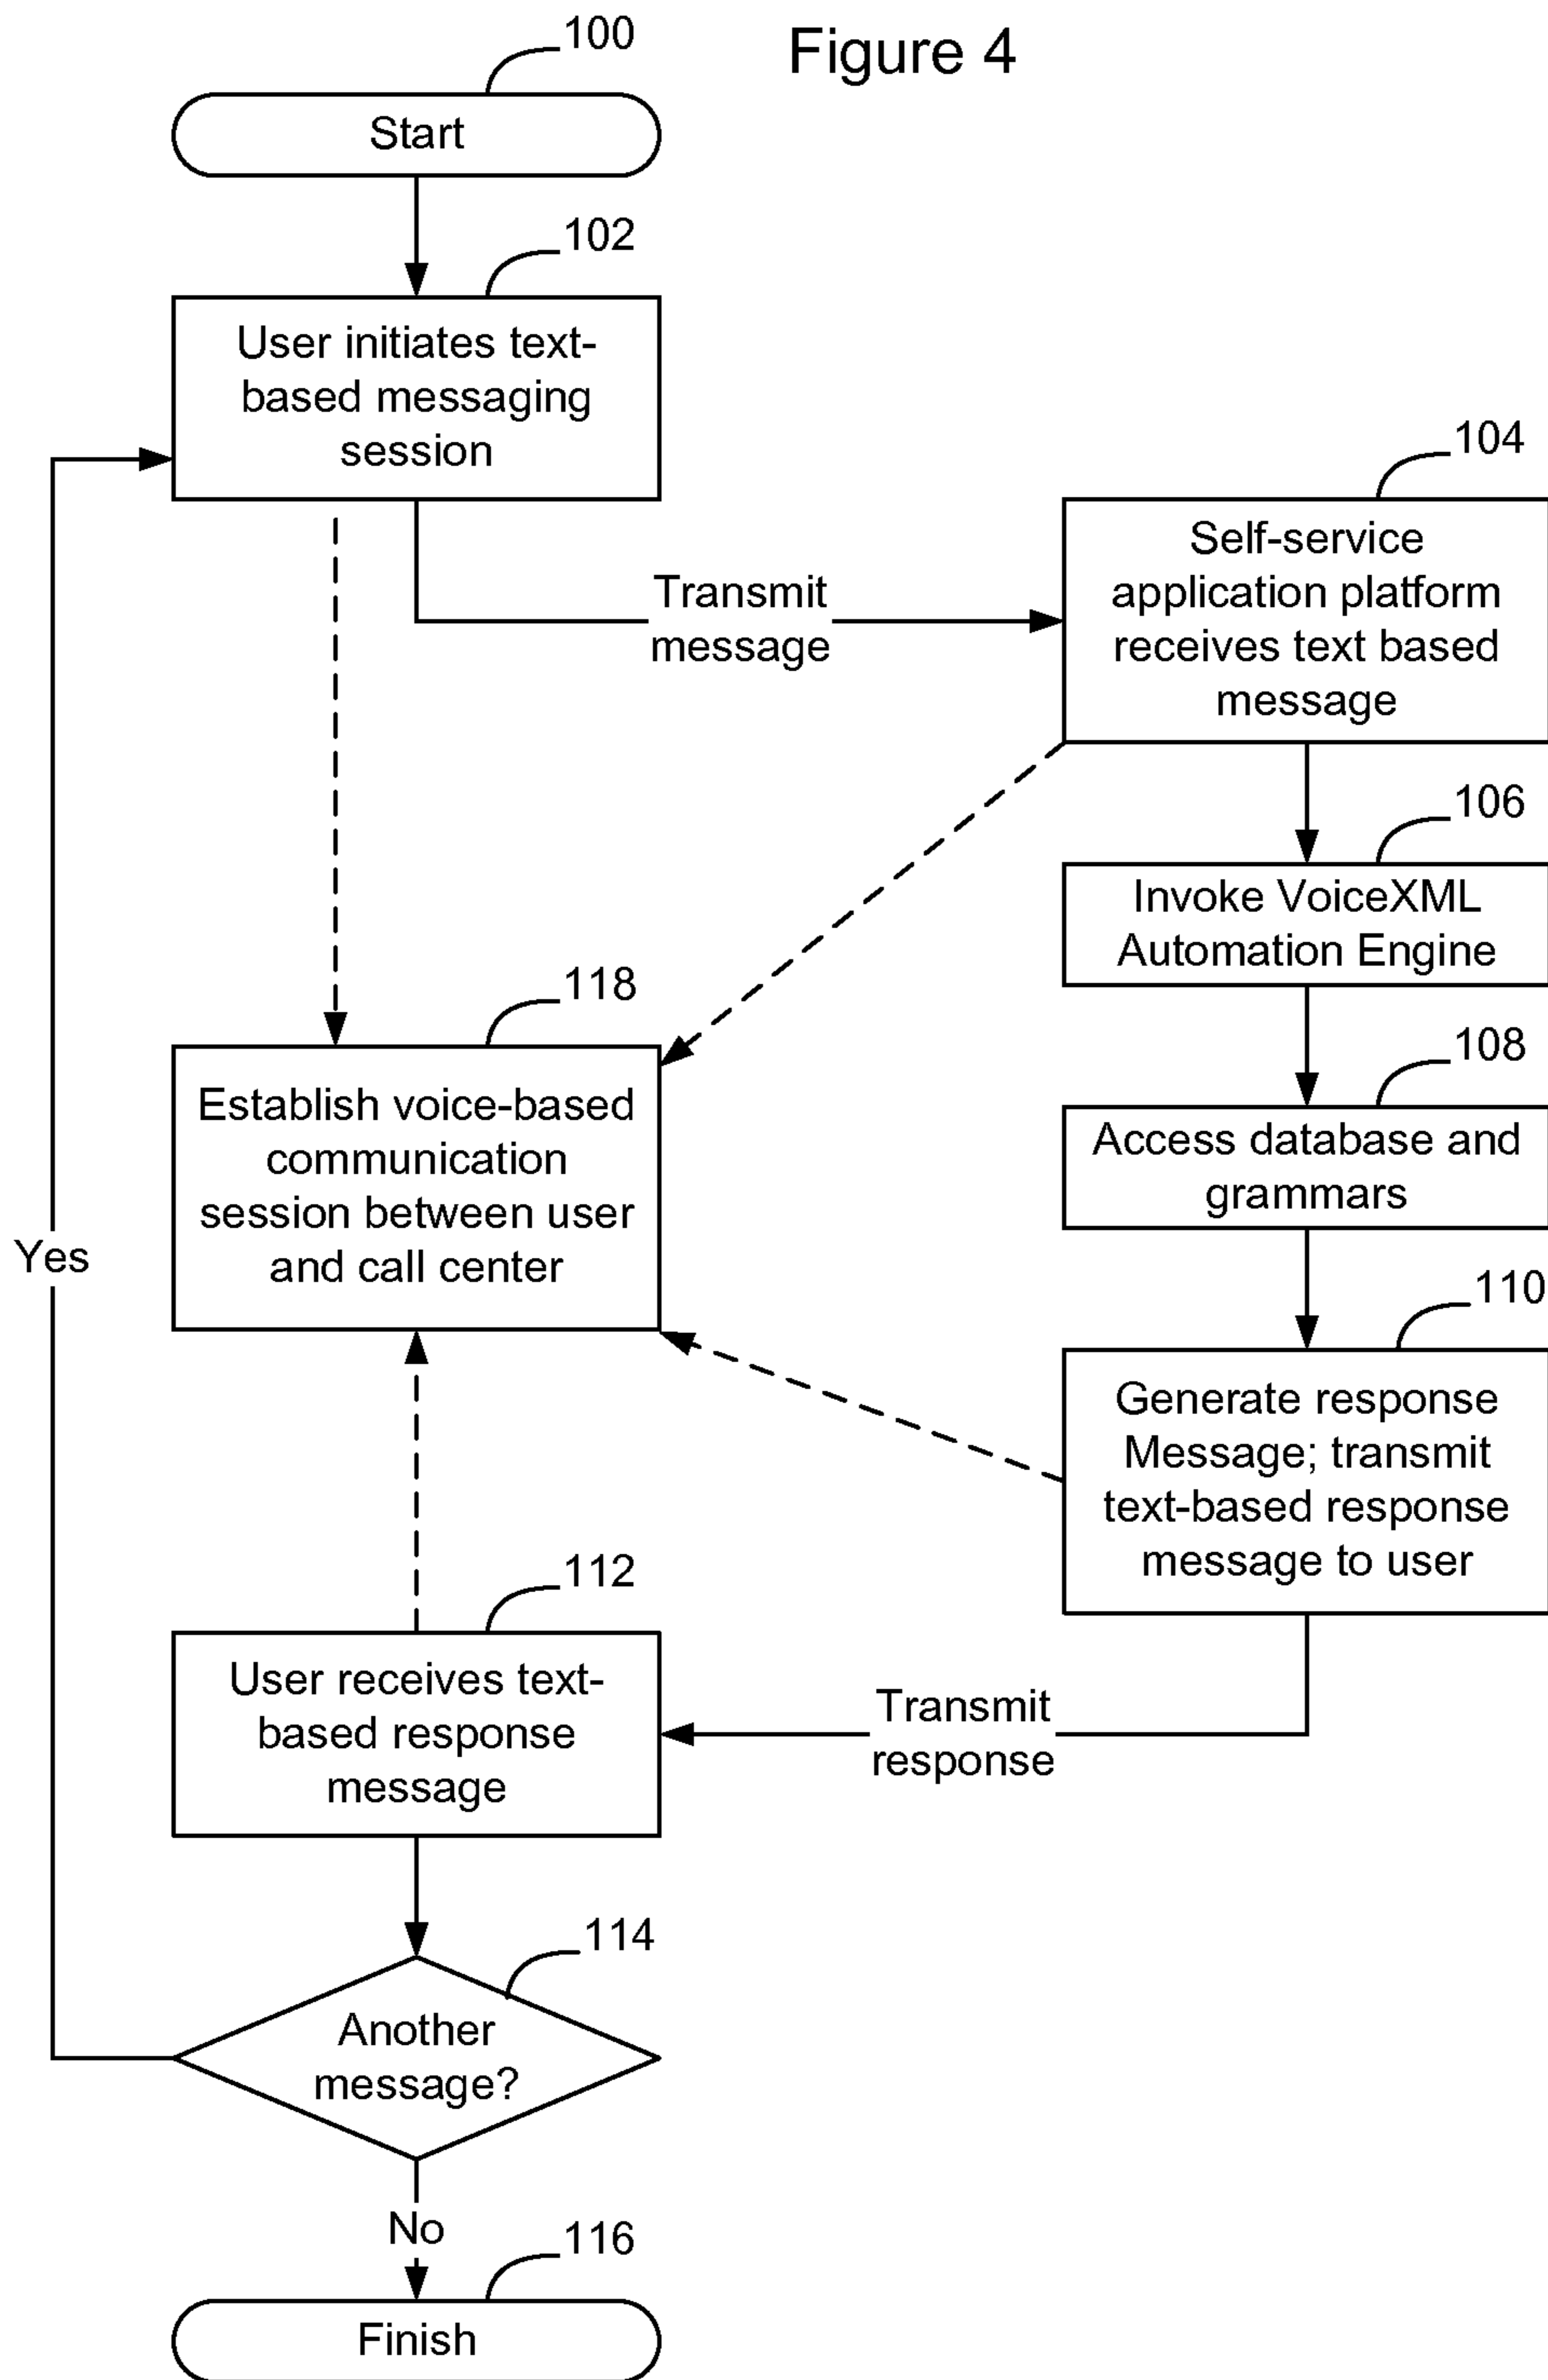 Figure 4
100
Start
102
User initiates text-
based messaging
session
104
Self-service
application platform
receives text based
message
Transmit
message
106
Invoke VoiceXML
Automation Engine
118
Establish voice-based
communication
session between user
and call center
108
Access database and
grammars
Yes
110
Generate response
Message; transmit
text-based response
message to user
112
User receives text-
based response
message
Transmit
response
114
Another
message?
No
116
Finish